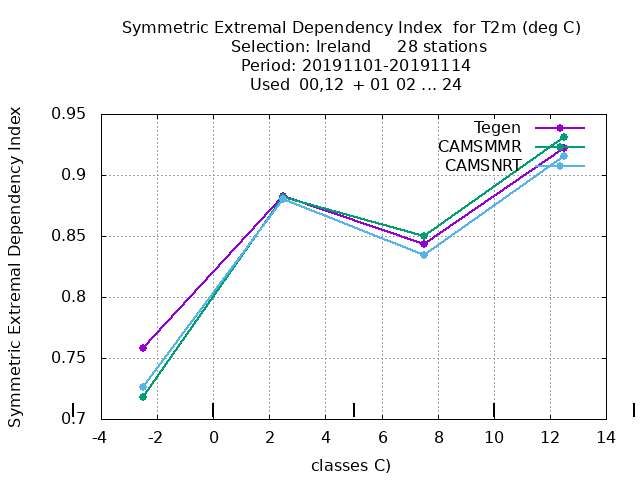 Symmetric Extremal Dependency Index  for T2m (deg C)
Selection: Ireland     28 stations
Period: 20191101-20191114
Used  00,12  + 01 02 ... 24
Symmetric Extremal Dependency Index
0.95
0.9
0.85
0.8
0.75
0.7
Tegen
CAMSMMR
CAMSNRT
-4 -2 0 2 4 6 8 10 12 14
classes C)